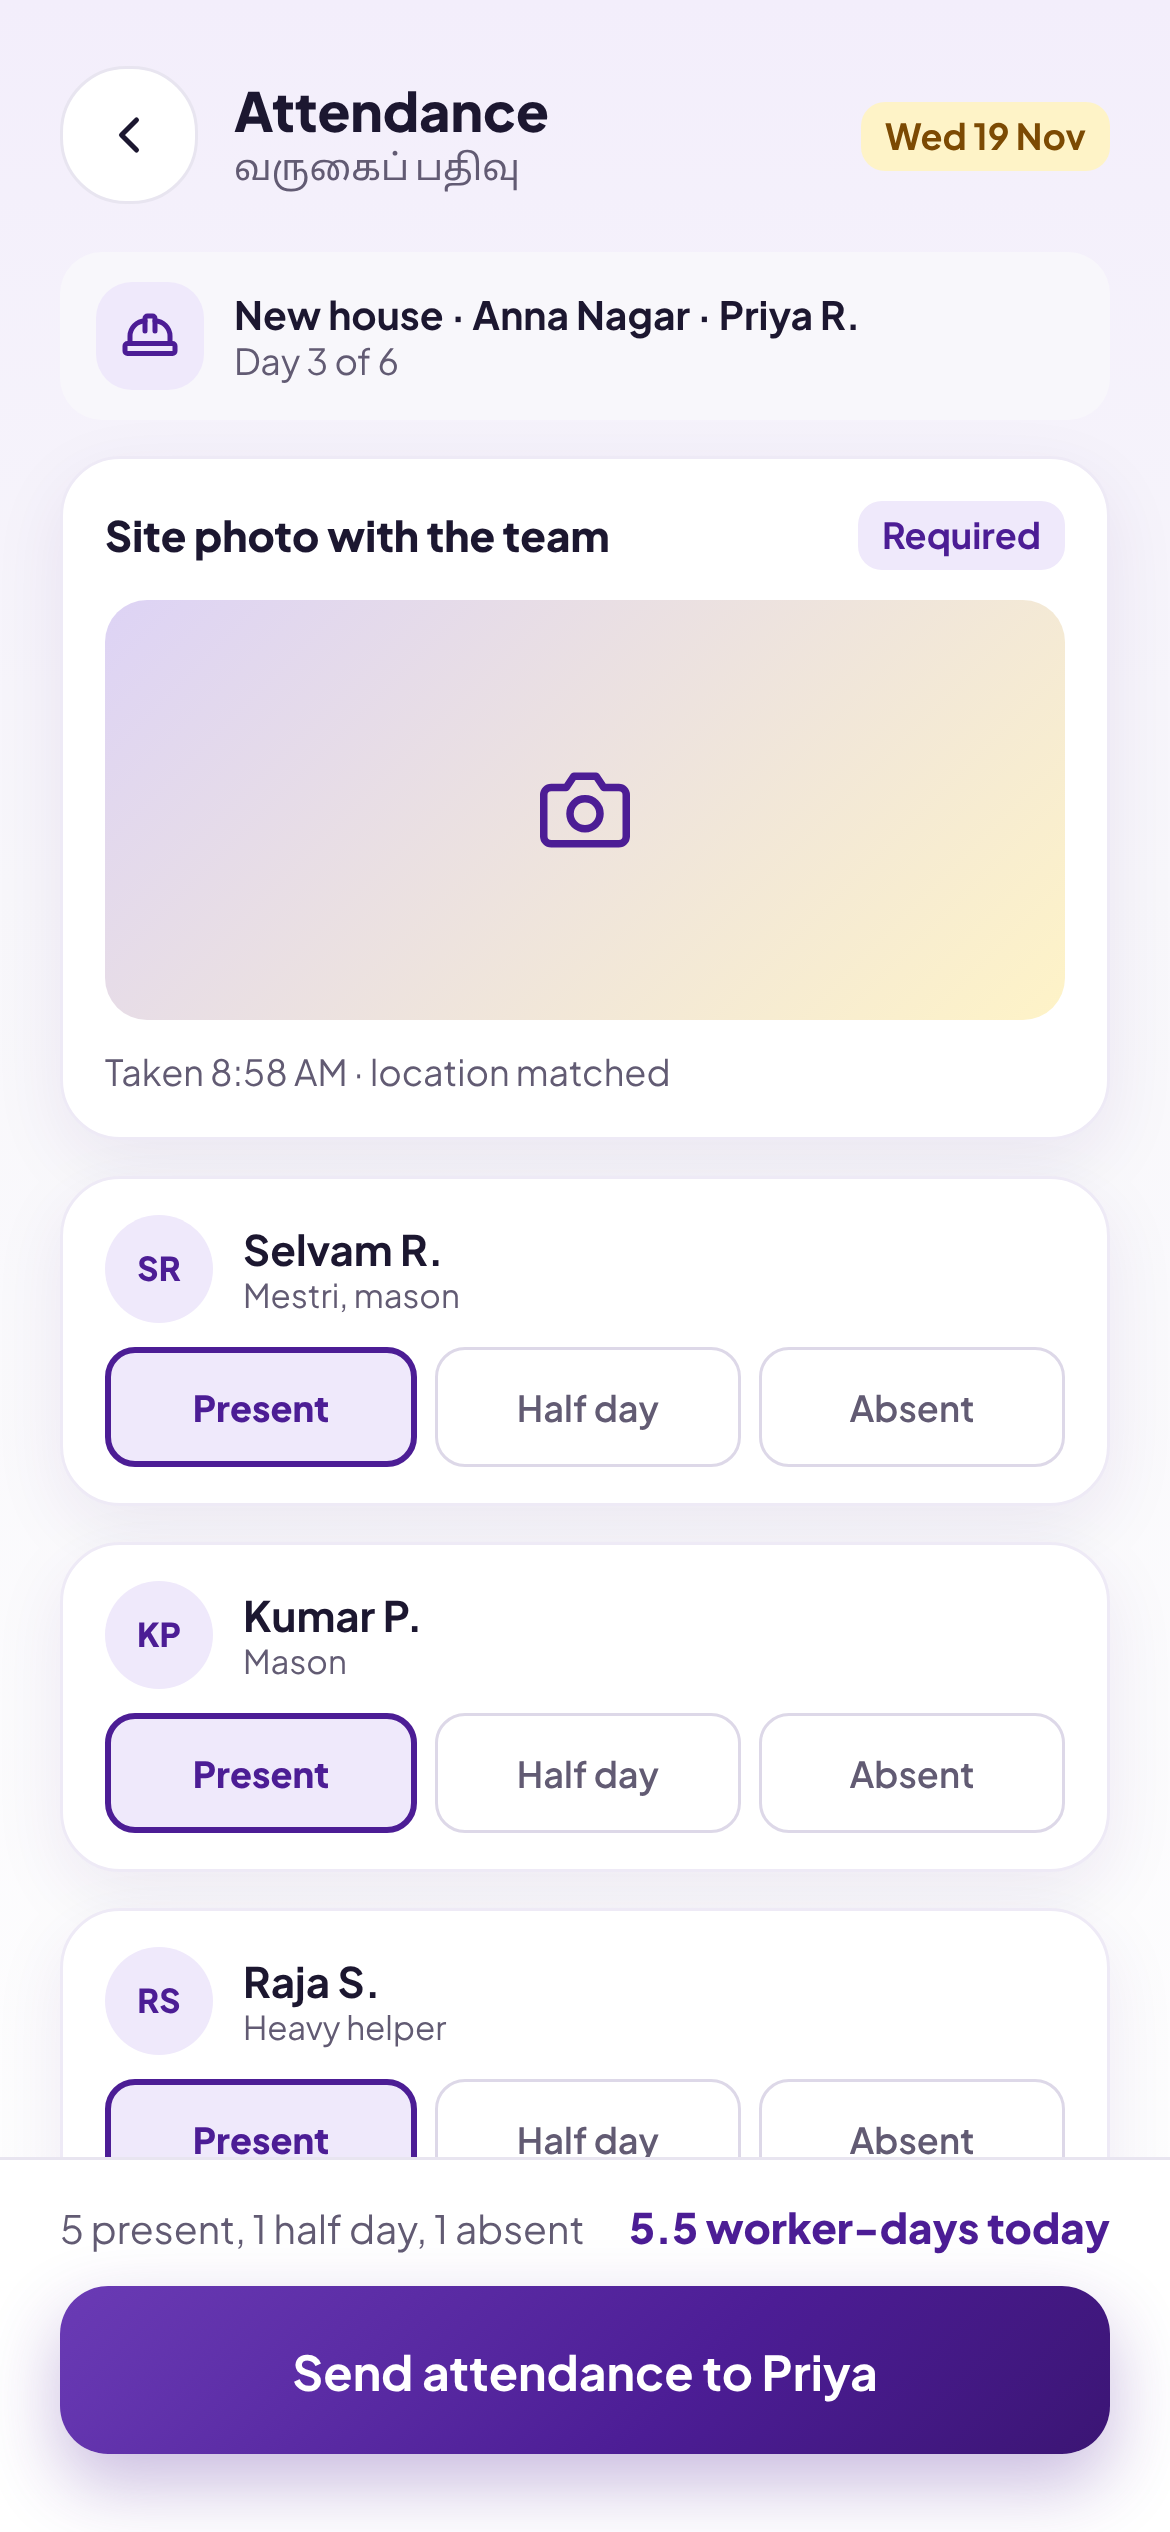 Attendance
வருகைப் பதிவு
Wed 19 Nov
New house · Anna Nagar · Priya R.
Day 3 of 6
Site photo with the team
Required
Taken 8:58 AM · location matched
SR
Selvam R.
Mestri, mason
Present
Half day
Absent
KP
Kumar P.
Mason
Present
Half day
Absent
RS
Raja S.
Heavy helper
Present
Half day
Absent
5 present, 1 half day, 1 absent
5.5 worker-days today
Send attendance to Priya